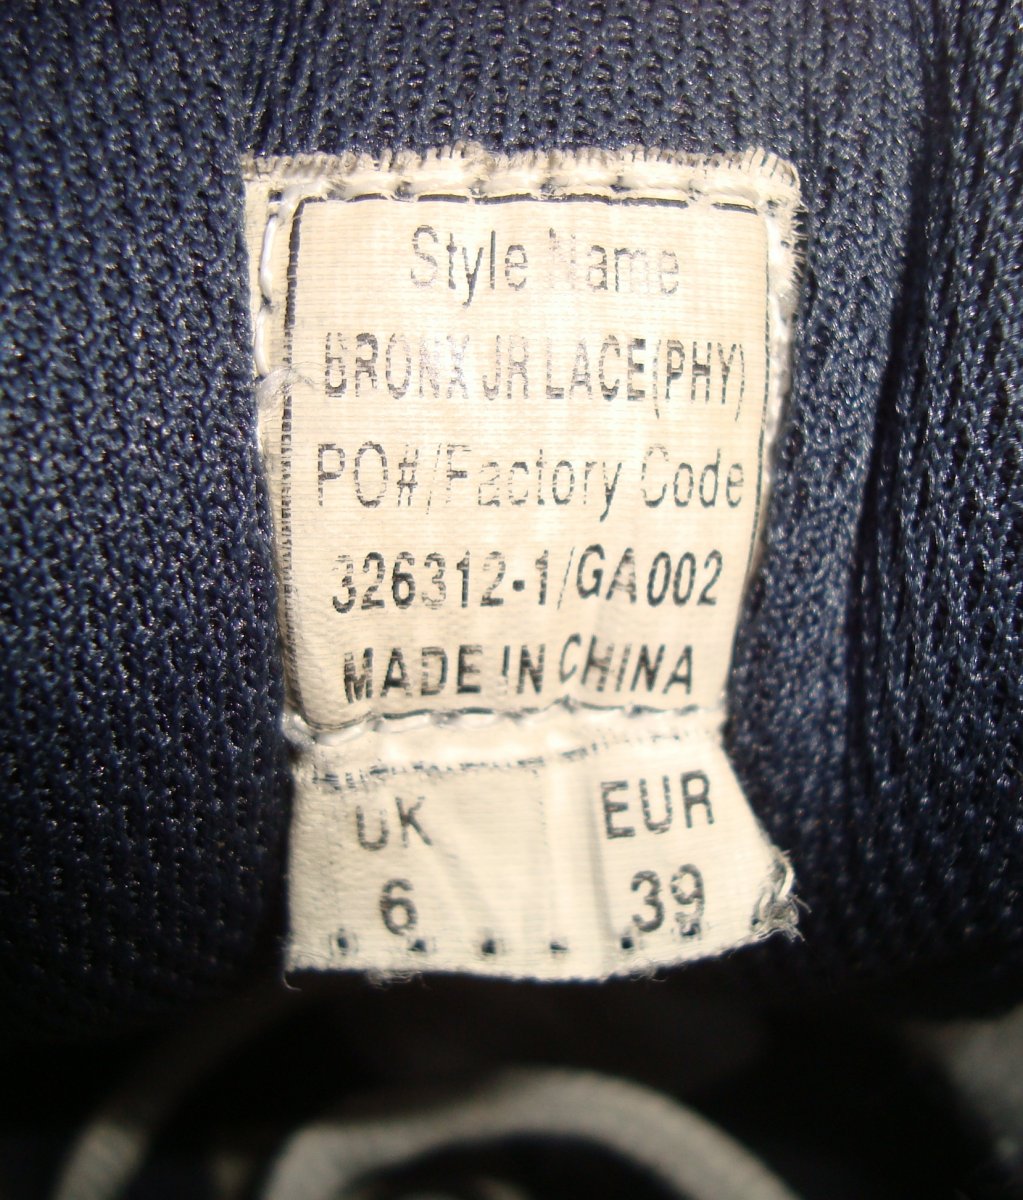 Style Name
BRONX JR LACE(PHY)
PO#/Factory Code
326312-1/GA002
MADE IN CHINA
UK EUR
6 39